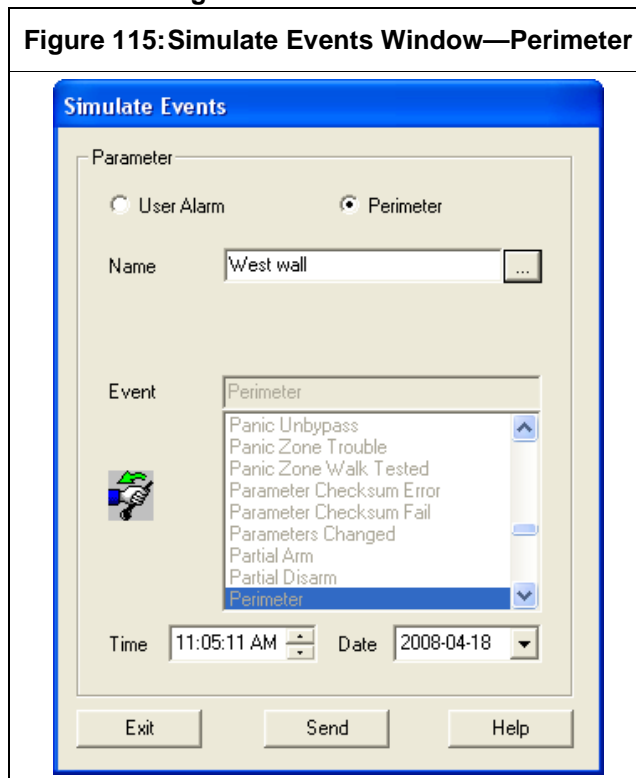 Figure 115:Simulate Events Window—Perimeter
Simulate Events
Parameter
User Alarm Perimeter
Name West wall ...
Event Perimeter
Panic Unbypass
Panic Zone Trouble
Panic Zone Walk Tested
Parameter Checksum Error
Parameter Checksum Fail
Parameters Changed
Partial Arm
Partial Disarm
Perimeter
Time 11:05:11 AM Date 2008-04-18
Exit Send Help